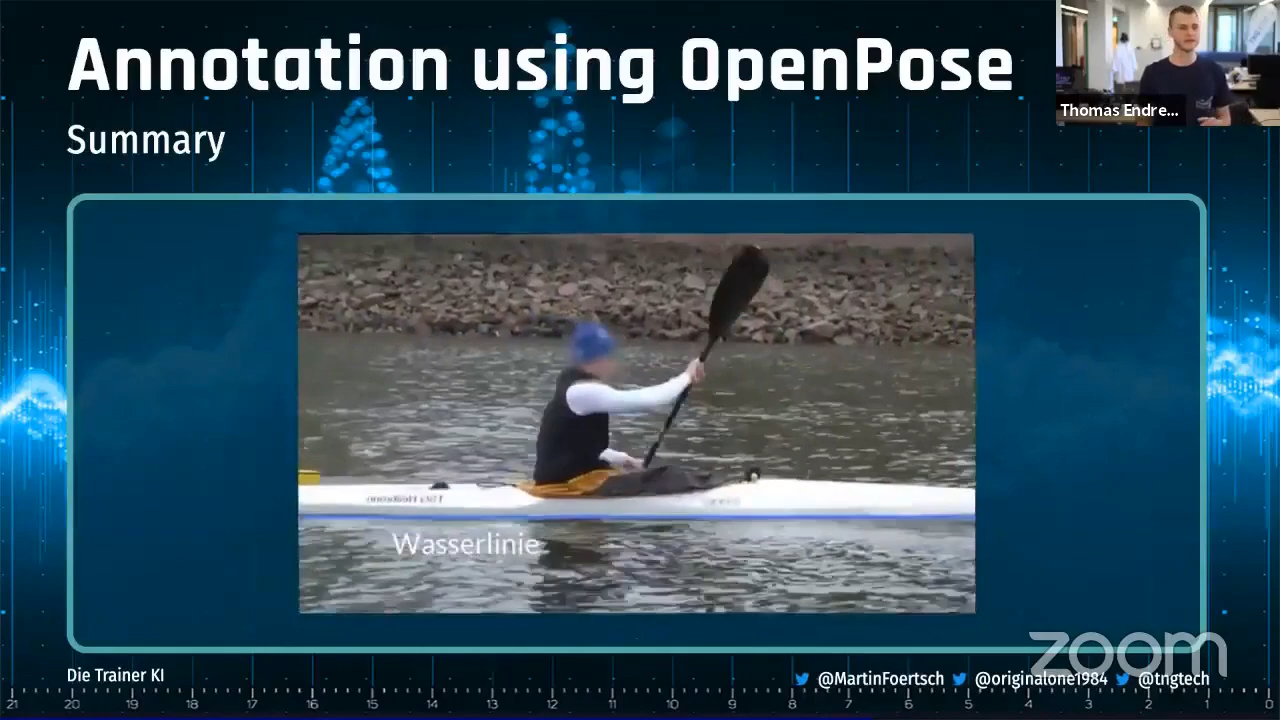 Annotation using OpenPose
Summary
Thomas Endre...
Wasserlinie
zoom
Die Trainer KI
@MartinFoertsch @originalone1984 @tngtech
21 20 19 18 17 16 15 14 13 12 11 10 9 8 7 6 5 4 3 2 1 0